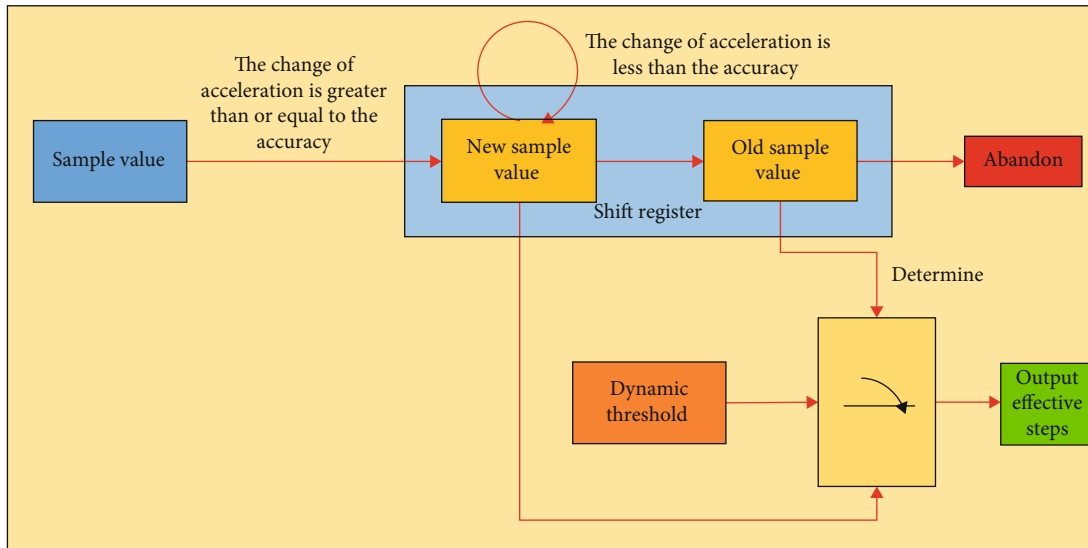 The change of
acceleration is greater
than or equal to the
accuracy
The change of acceleration is
less than the accuracy
Sample value
New sample
value
Old sample
value
Abandon
Shift register
Determine
Dynamic
threshold
Output
effective
steps